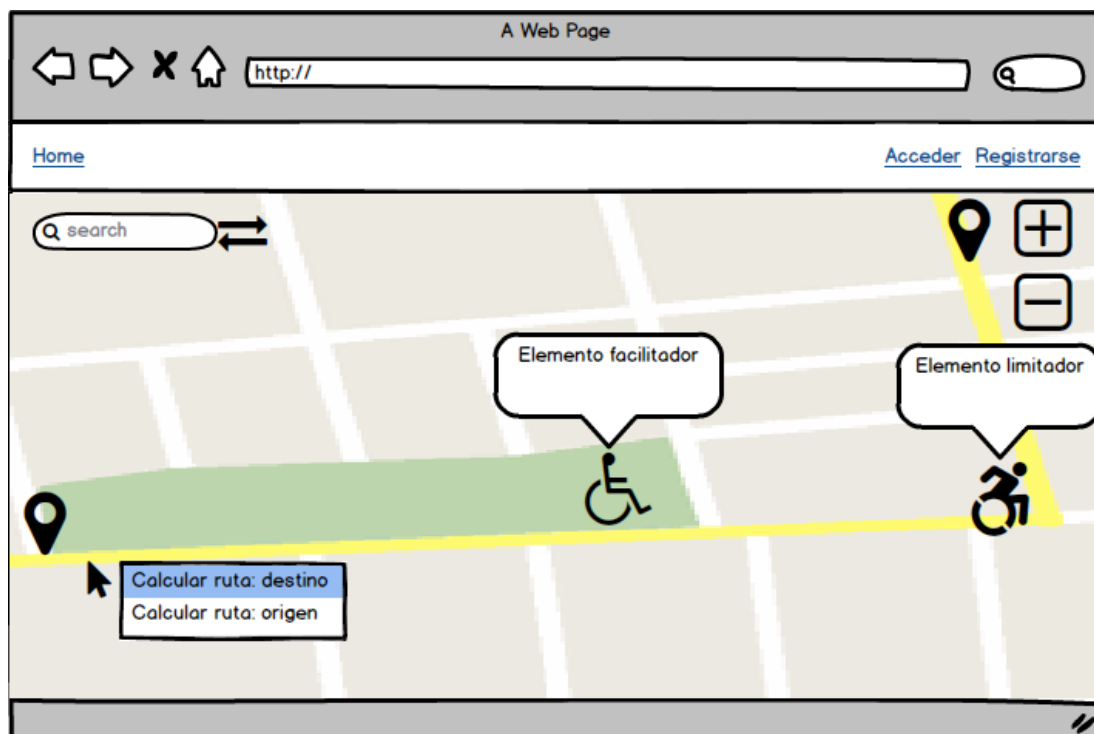 A Web Page
http://
Home
Acceder
Registrarse
search
Elemento facilitador
Elemento limitador
Calcular ruta: destino
Calcular ruta: origen